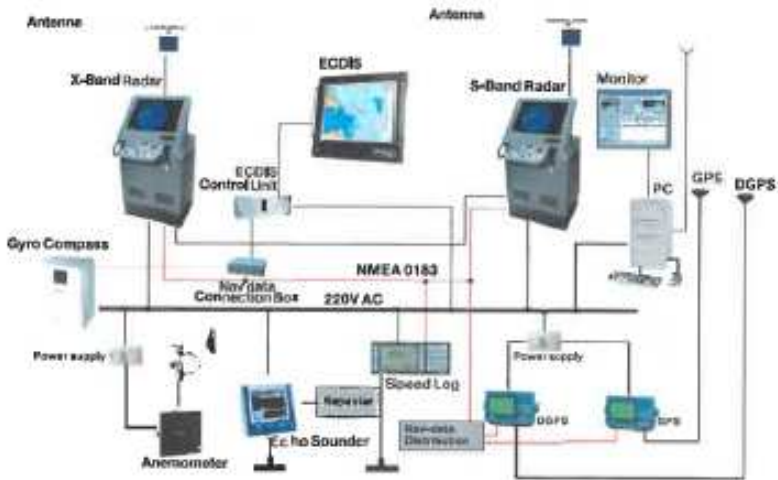 Antenna
Antenna
X-Band Radar
ECDIS
S-Band Radar
Monitor
ECDIS
Control Unit
PC
GPS
DGPS
Gyro Compass
NMEA 0183
Nav data
Connection Box
220V AC
Power supply
Power supply
Speed Log
Repeater
DGPS
GPS
Nav-data
Distribution
Echo Sounder
Anemometer